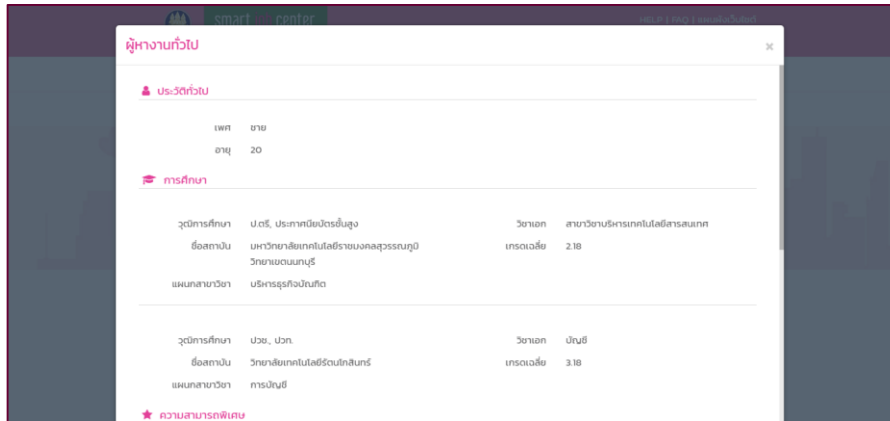 smart job center
HELP | FAQ | แผนผังเว็บไซต์
ผู้หางานทั่วไป
×
ประวัติทั่วไป
เพศ ชาย
อายุ 20
การศึกษา
วุฒิการศึกษา ป.ตรี, ประกาศนียบัตรชั้นสูง วิชาเอก สาขาวิชาบริหารเทคโนโลยีสารสนเทศ
ชื่อสถาบัน มหาวิทยาลัยเทคโนโลยีราชมงคลสุวรรณภูมิ เกรดเฉลี่ย 2.18
วิทยาเขตนนทบุรี
แผนกสาขาวิชา บริหารธุรกิจบัณฑิต
วุฒิการศึกษา ปวช., ปวท. วิชาเอก บัญชี
ชื่อสถาบัน วิทยาลัยเทคโนโลยีรัตนโกสินทร์ เกรดเฉลี่ย 3.18
แผนกสาขาวิชา การบัญชี
ความสามารถพิเศษ